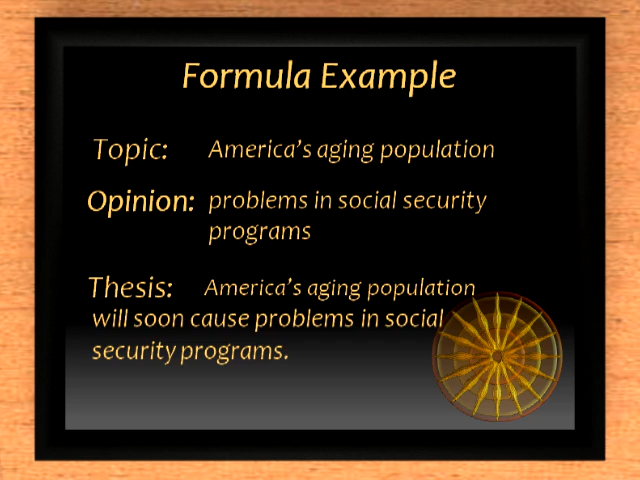 Formula Example
Topic: America's aging population
Opinion: problems in social security
programs
Thesis: America's aging population
will soon cause problems in social
security programs.